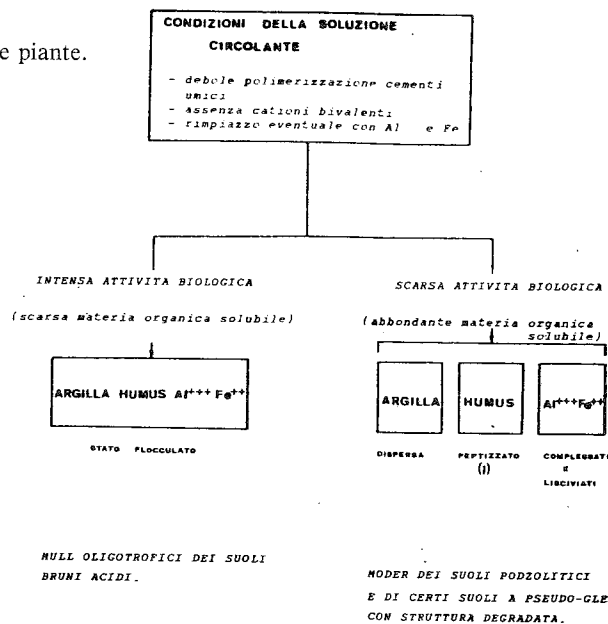 e piante.
CONDIZIONI DELLA SOLUZIONE
CIRCOLANTE
- debole polimerizzazione cementi
umici
- assenza cationi bivalenti
- rimpiazzo eventuale con Al e Fe
INTENSA ATTIVITA BIOLOGICA
(scarsa materia organica solubile)
ARGILLA HUMUS Al+++ Fe++
STATO FLOCCULATO
MULL OLIGOTROFICI DEI SUOLI
BRUNI ACIDI.
SCARSA ATTIVITA BIOLOGICA
(abbondante materia organica
solubile)
ARGILLA
DISPERSA
HUMUS
PEPTIZZATO
(1)
Al+++Fe++
COMPLESSATI
E
LISCIVIATI
MODER DEI SUOLI PODZOLITICI
E DI CERTI SUOLI A PSEUDO-GLE
CON STRUTTURA DEGRADATA.